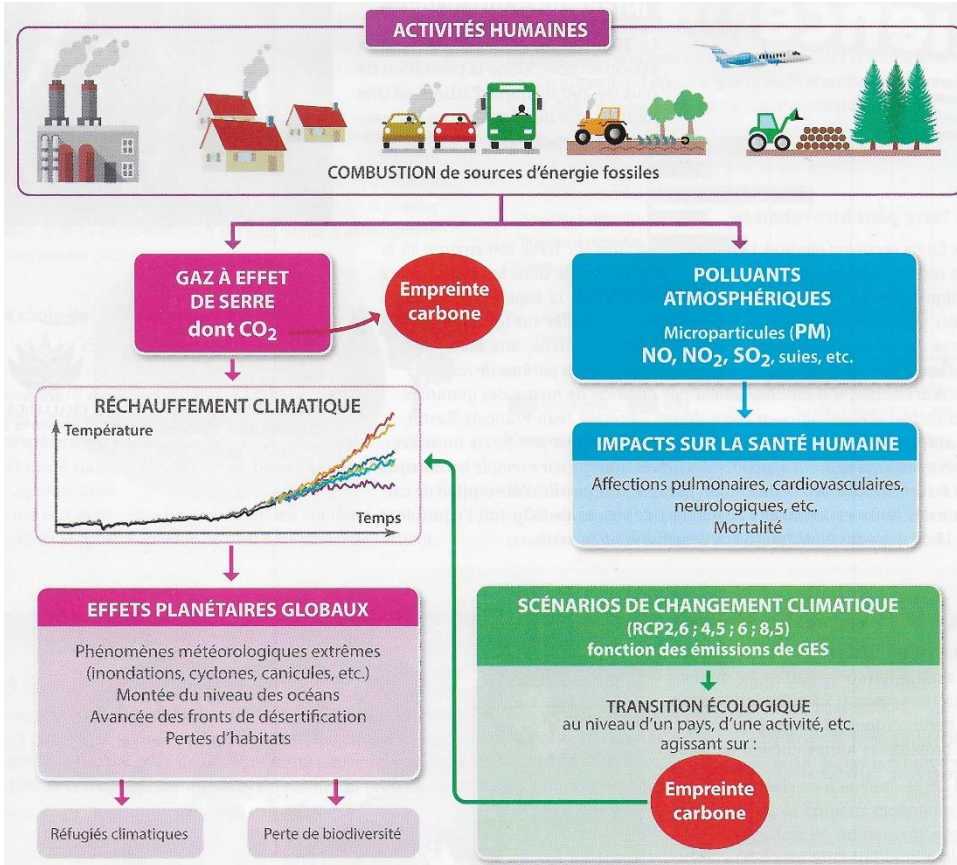 ACTIVITÉS HUMAINES
COMBUSTION de sources d'énergie fossiles
GAZ À EFFET
DE SERRE
dont CO₂
Empreinte
carbone
POLLUANTS
ATMOSPHÉRIQUES
Microparticules (PM)
NO, NO₂, SO₂, suies, etc.
RÉCHAUFFEMENT CLIMATIQUE
Température
Temps
IMPACTS SUR LA SANTÉ HUMAINE
Affections pulmonaires, cardiovasculaires,
neurologiques, etc.
Mortalité
EFFETS PLANÉTAIRES GLOBAUX
Phénomènes météorologiques extrêmes
(inondations, cyclones, canicules, etc.)
Montée du niveau des océans
Avancée des fronts de désertification
Pertes d'habitats
Réfugiés climatiques
Perte de biodiversité
SCÉNARIOS DE CHANGEMENT CLIMATIQUE
(RCP2,6 ; 4,5 ; 6 ; 8,5)
fonction des émissions de GES
TRANSITION ÉCOLOGIQUE
au niveau d'un pays, d'une activité, etc.
agissant sur :
Empreinte
carbone